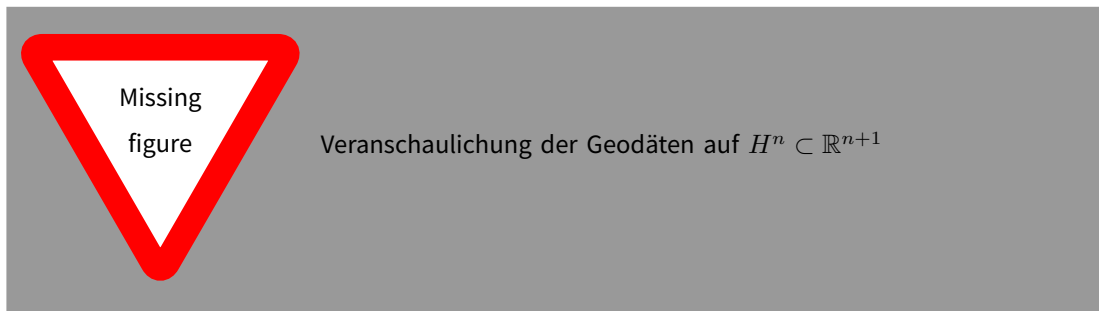 Missing
figure
Veranschaulichung der Geodäten auf $H^n \subset \mathbb{R}^{n+1}$